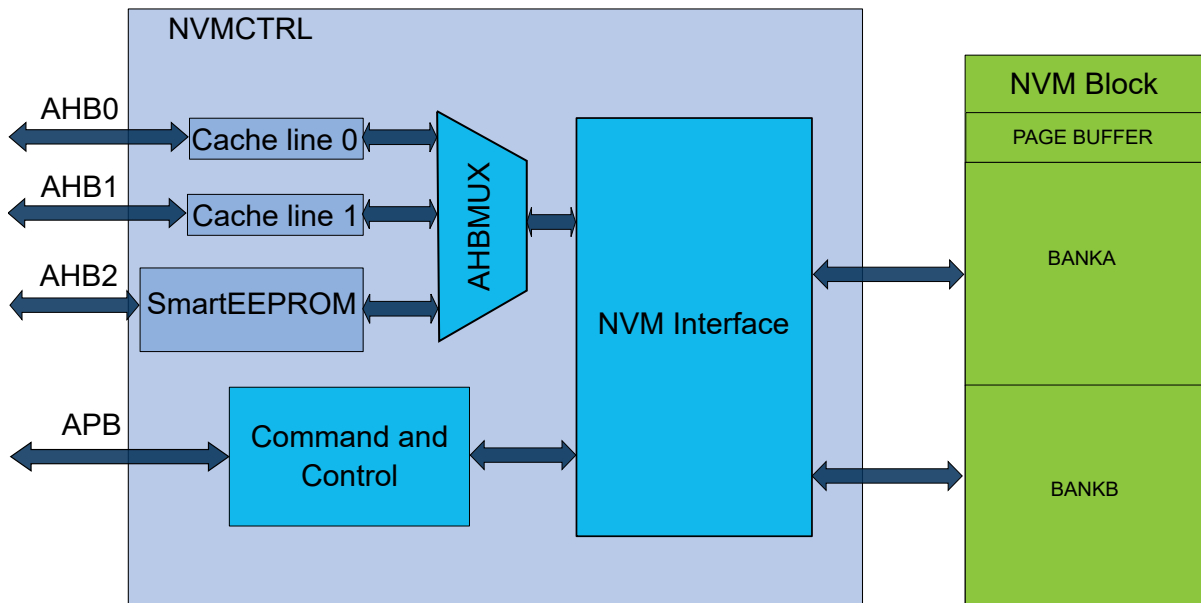 NVMCTRL
AHB0
Cache line 0
AHB1
Cache line 1
AHB2
SmartEEPROM
AHBMUX
APB
Command and
Control
NVM Interface
NVM Block
PAGE BUFFER
BANKA
BANKB